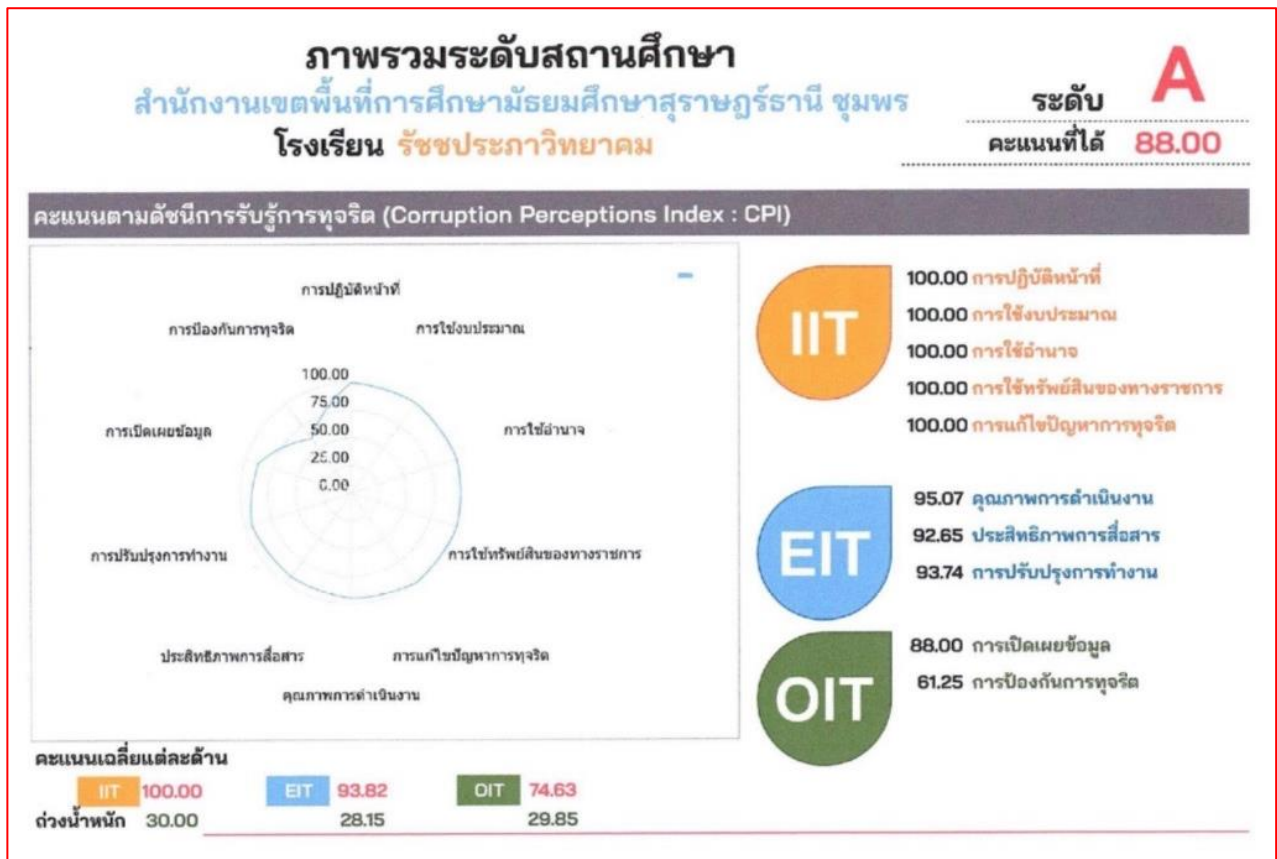 ภาพรวมระดับสถานศึกษา
สำนักงานเขตพื้นที่การศึกษามัธยมศึกษาสุราษฎร์ธานี ชุมพร
โรงเรียน รัชชประภาวิทยาคม
ระดับ A
คะแนนที่ได้ 88.00
คะแนนตามดัชนีการรับรู้การทุจริต (Corruption Perceptions Index : CPI)
การปฏิบัติหน้าที่
การป้องกันการทุจริต
การใช้งบประมาณ
100.00
75.00
50.00
25.00
0.00
การเปิดเผยข้อมูล
การใช้อำนาจ
การปรับปรุงการทำงาน
การใช้ทรัพย์สินของทางราชการ
ประสิทธิภาพการสื่อสาร
การแก้ไขปัญหาการทุจริต
คุณภาพการดำเนินงาน
IIT
100.00 การปฏิบัติหน้าที่
100.00 การใช้งบประมาณ
100.00 การใช้อำนาจ
100.00 การใช้ทรัพย์สินของทางราชการ
100.00 การแก้ไขปัญหาการทุจริต
EIT
95.07 คุณภาพการดำเนินงาน
92.65 ประสิทธิภาพการสื่อสาร
93.74 การปรับปรุงการทำงาน
OIT
88.00 การเปิดเผยข้อมูล
61.25 การป้องกันการทุจริต
คะแนนเฉลี่ยแต่ละด้าน
IIT 100.00 EIT 93.82 OIT 74.63
ถ่วงน้ำหนัก 30.00 28.15 29.85